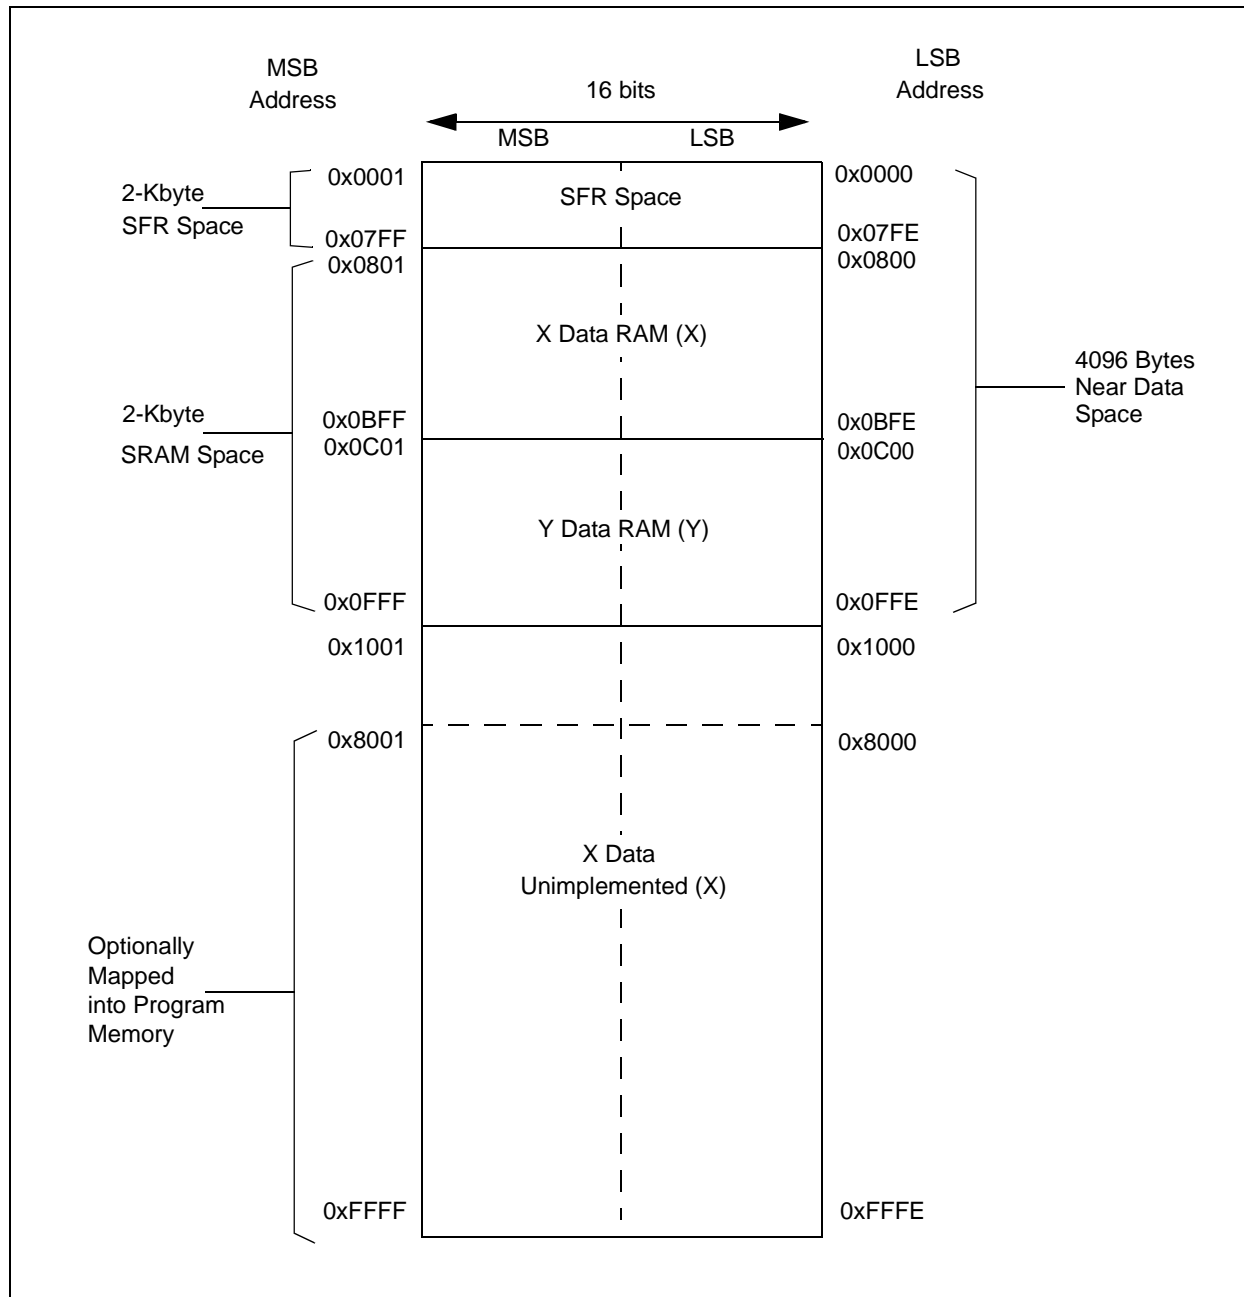 MSB
Address
16 bits
LSB
Address
MSB
LSB
0x0001
0x0000
2-Kbyte
SFR Space
SFR Space
0x07FF
0x07FE
0x0801
0x0800
X Data RAM (X)
4096 Bytes
Near Data
Space
2-Kbyte
SRAM Space
0x0BFF
0x0BFE
0x0C01
0x0C00
Y Data RAM (Y)
0x0FFF
0x0FFE
0x1001
0x1000
0x8001
0x8000
X Data
Unimplemented (X)
Optionally
Mapped
into Program
Memory
0xFFFF
0xFFFE